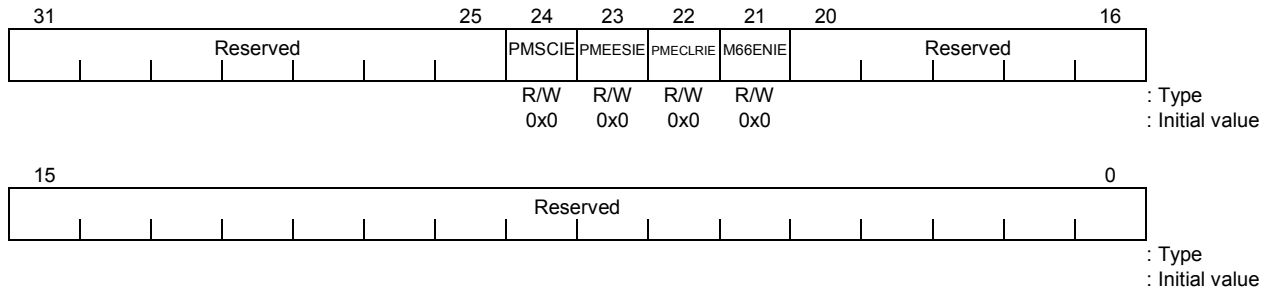 31 25 24 23 22 21 20 16
Reserved PMSCIE PMEESIE PMECLRIE M66ENIE Reserved
R/W R/W R/W R/W : Type
0x0 0x0 0x0 0x0 : Initial value
15 0
Reserved
: Type
: Initial value